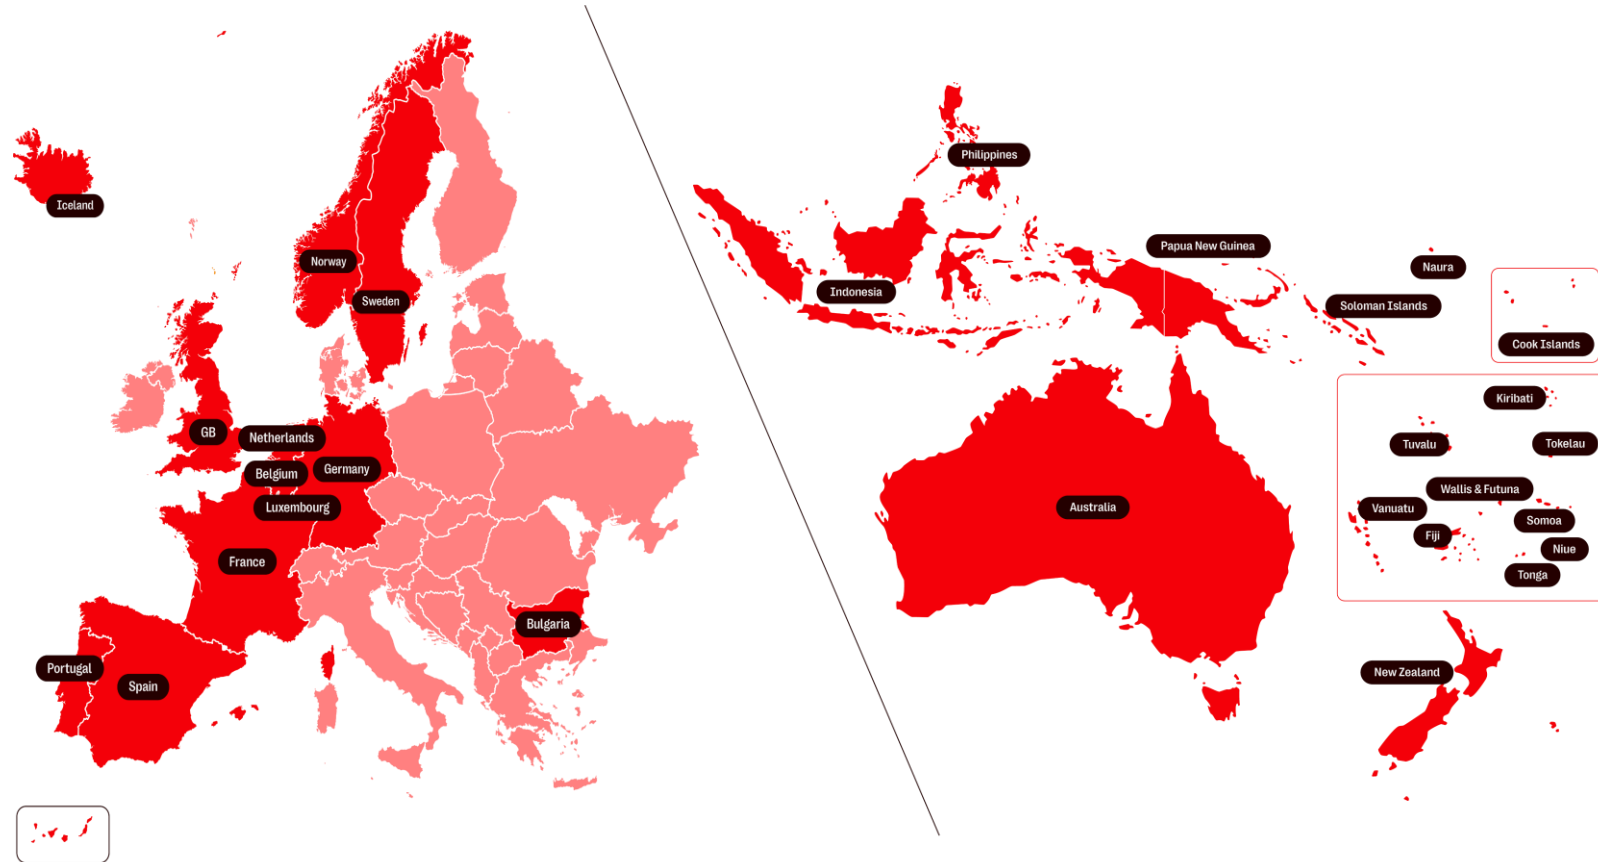 Iceland
Norway
Sweden
GB
Netherlands
Belgium
Germany
Luxembourg
France
Bulgaria
Portugal
Spain
Philippines
Papua New Guinea
Naura
Indonesia
Soloman Islands
Cook Islands
Kiribati
Tuvalu
Tokelau
Wallis & Futuna
Vanuatu
Somoa
Fiji
Niue
Tonga
Australia
New Zealand